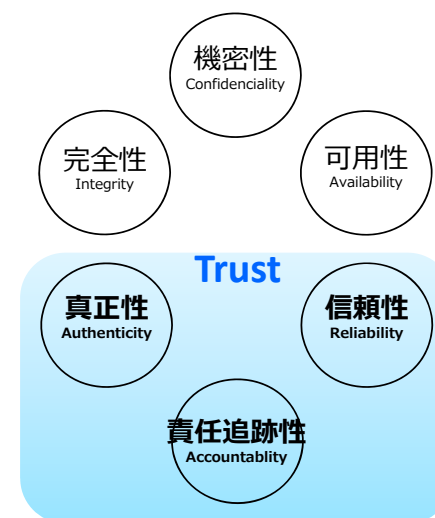 機密性
Confidenciality
完全性
Integrity
可用性
Availability
Trust
真正性
Authenticity
信頼性
Reliability
責任追跡性
Accountablity